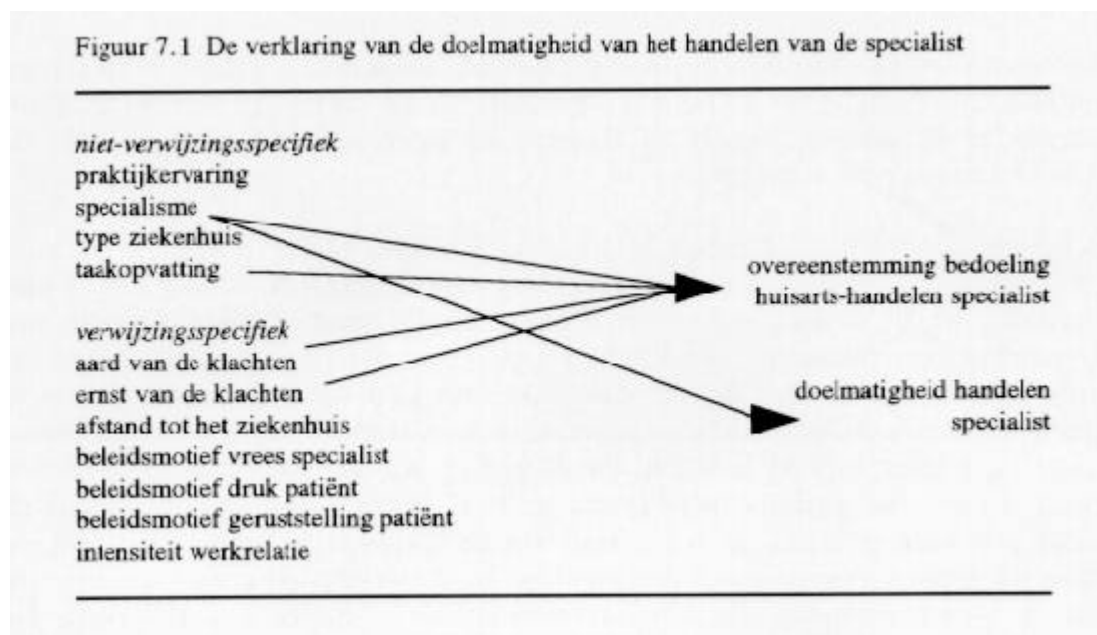 Figuur 7.1 De verklaring van de doelmatigheid van het handelen van de specialist
niet-verwijzingsspecifiek
praktijkervaring
specialisme
type ziekenhuis
taakopvatting
verwijzingsspecifiek
aard van de klachten
ernst van de klachten
afstand tot het ziekenhuis
beleidsmotief vrees specialist
beleidsmotief druk patiënt
beleidsmotief geruststelling patiënt
intensiteit werkrelatie
overeenstemming bedoeling
huisarts-handelen specialist
doelmatigheid handelen
specialist